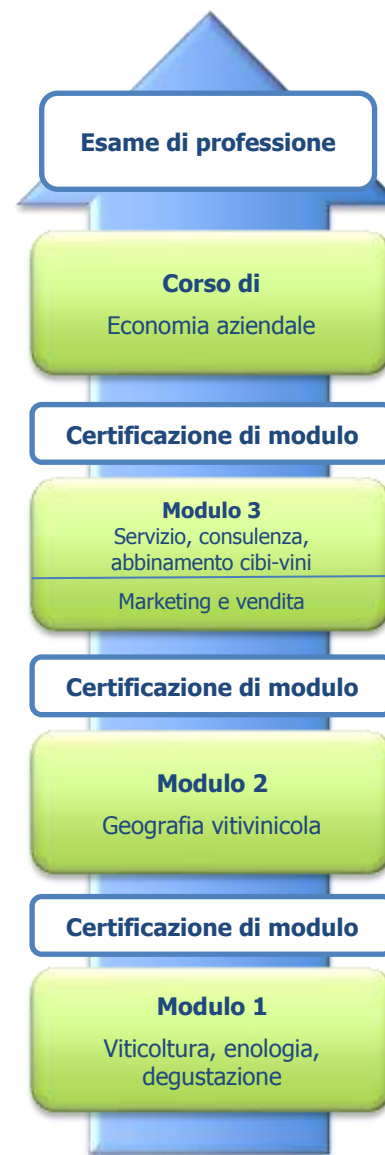 Esame di professione
Corso di
Economia aziendale
Certificazione di modulo
Modulo 3
Servizio, consulenza,
abbinamento cibi-vini
Marketing e vendita
Certificazione di modulo
Modulo 2
Geografia vitivinicola
Certificazione di modulo
Modulo 1
Viticoltura, enologia,
degustazione